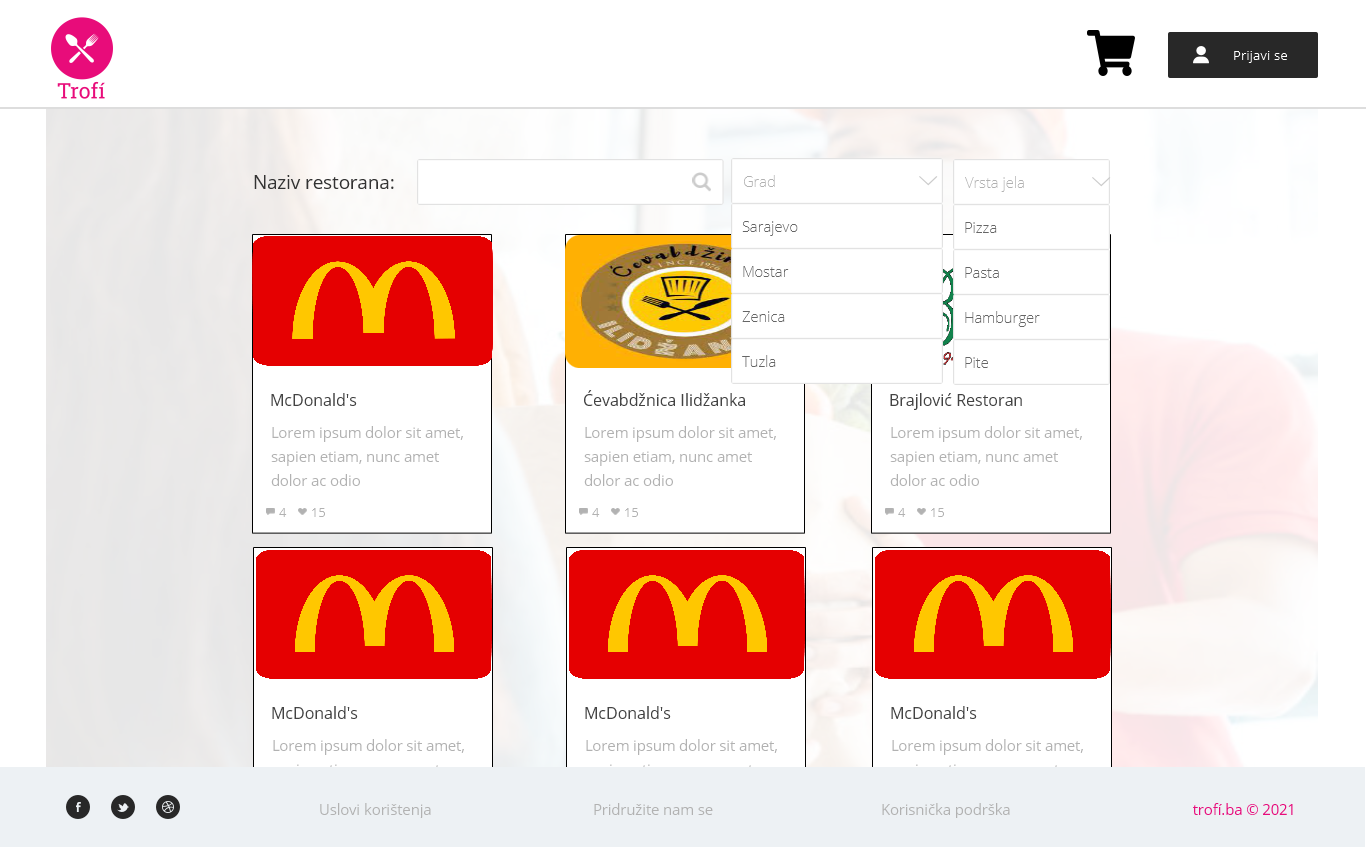 Trofí
Prijavi se
Naziv restorana:
Grad
Vrsta jela
Sarajevo
Pizza
Mostar
Pasta
Zenica
Hamburger
Tuzla
Pite
SINCE 1976
McDonald's
Lorem ipsum dolor sit amet,
sapien etiam, nunc amet
dolor ac odio
4 15
Ćevabdžnica Ilidžanka
Lorem ipsum dolor sit amet,
sapien etiam, nunc amet
dolor ac odio
4 15
Brajlović Restoran
Lorem ipsum dolor sit amet,
sapien etiam, nunc amet
dolor ac odio
4 15
McDonald's
Lorem ipsum dolor sit amet,
McDonald's
Lorem ipsum dolor sit amet,
McDonald's
Lorem ipsum dolor sit amet,
Uslovi korištenja
Pridružite nam se
Korisnička podrška
trofí.ba © 2021